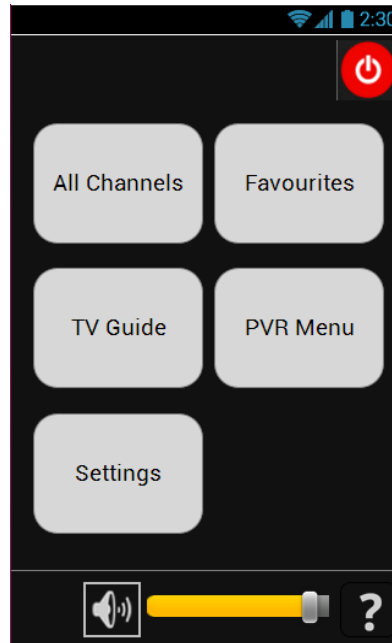 2:30
All Channels
Favourites
TV Guide
PVR Menu
Settings
?